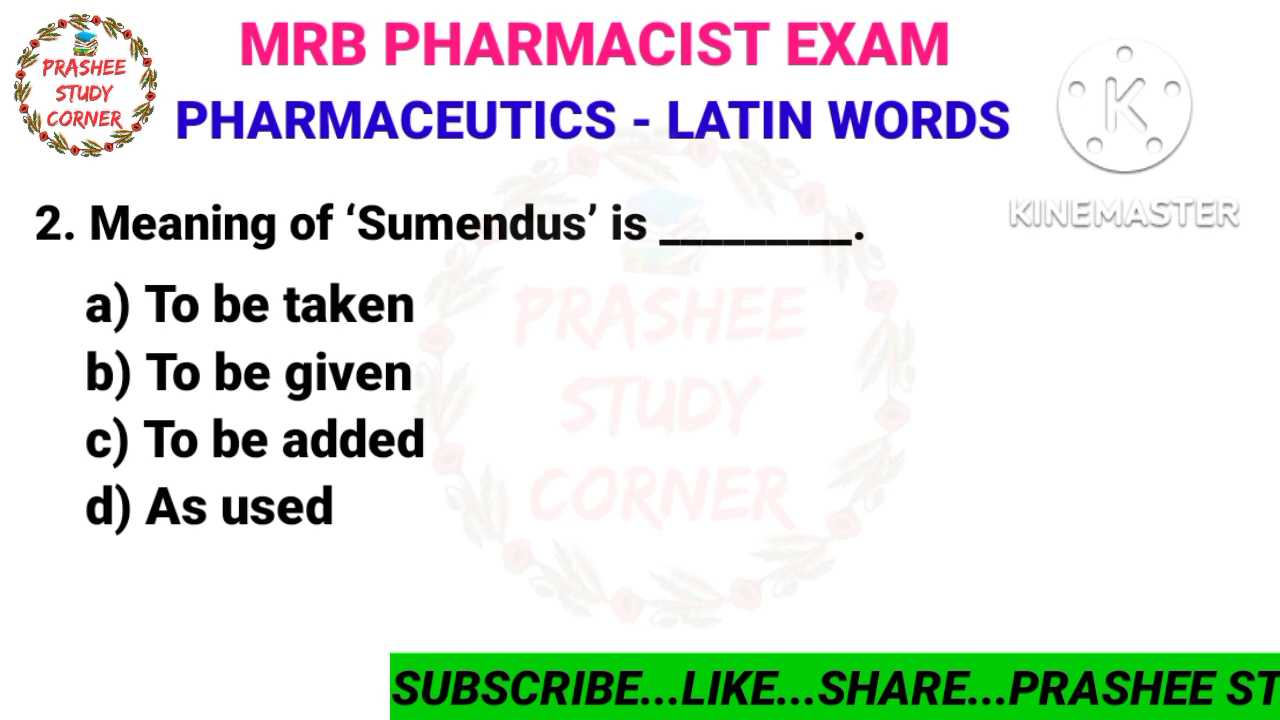 PRASHEE
STUDY
CORNER
MRB PHARMACIST EXAM
PHARMACEUTICS - LATIN WORDS
K
KINEMASTER
2. Meaning of ‘Sumendus’ is _________.
a) To be taken
b) To be given
c) To be added
d) As used
PRASHEE
STUDY
CORNER
SUBSCRIBE...LIKE...SHARE...PRASHEE ST